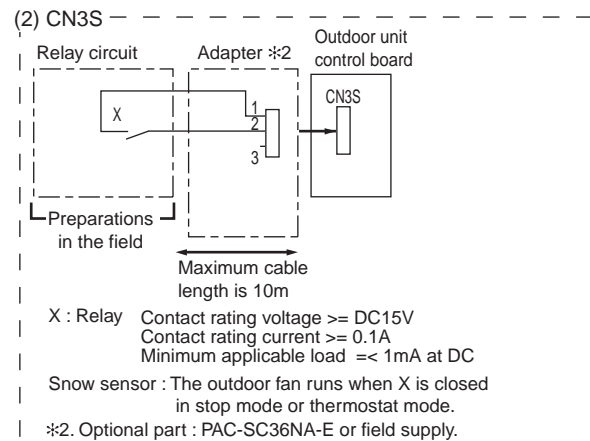 (2) CN3S
Relay circuit
Adapter ※2
Outdoor unit
control board
X
1
2
3
CN3S
Preparations
in the field
Maximum cable
length is 10m
X : Relay Contact rating voltage >= DC15V
Contact rating current >= 0.1A
Minimum applicable load =< 1mA at DC
Snow sensor : The outdoor fan runs when X is closed
in stop mode or thermostat mode.
※2. Optional part : PAC-SC36NA-E or field supply.